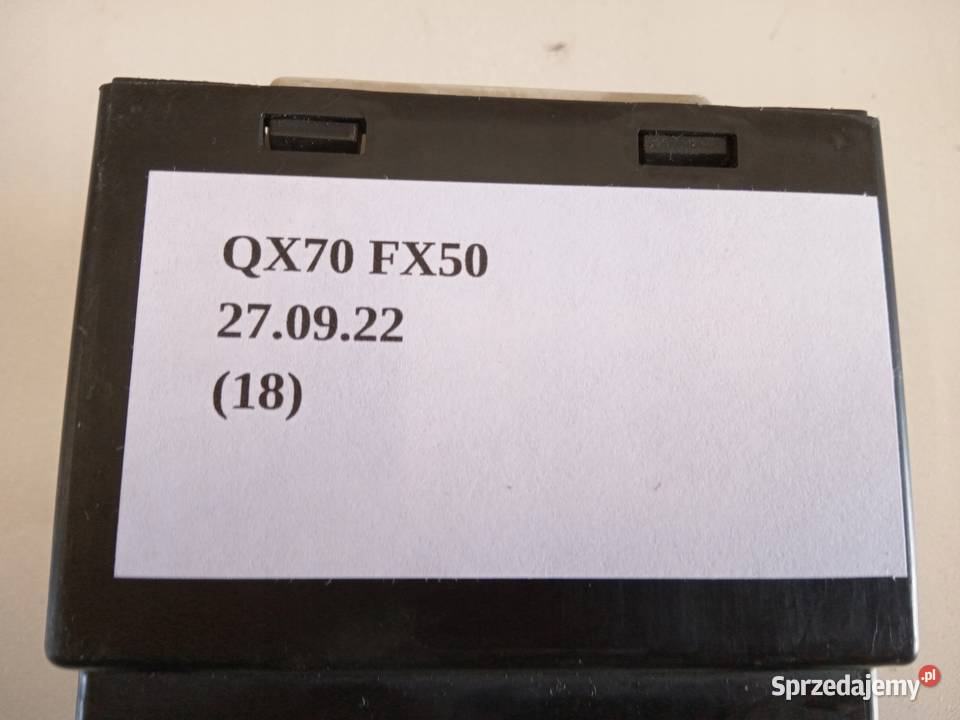 QX70 FX50
27.09.22
(18)
Sprzedajemy.pl